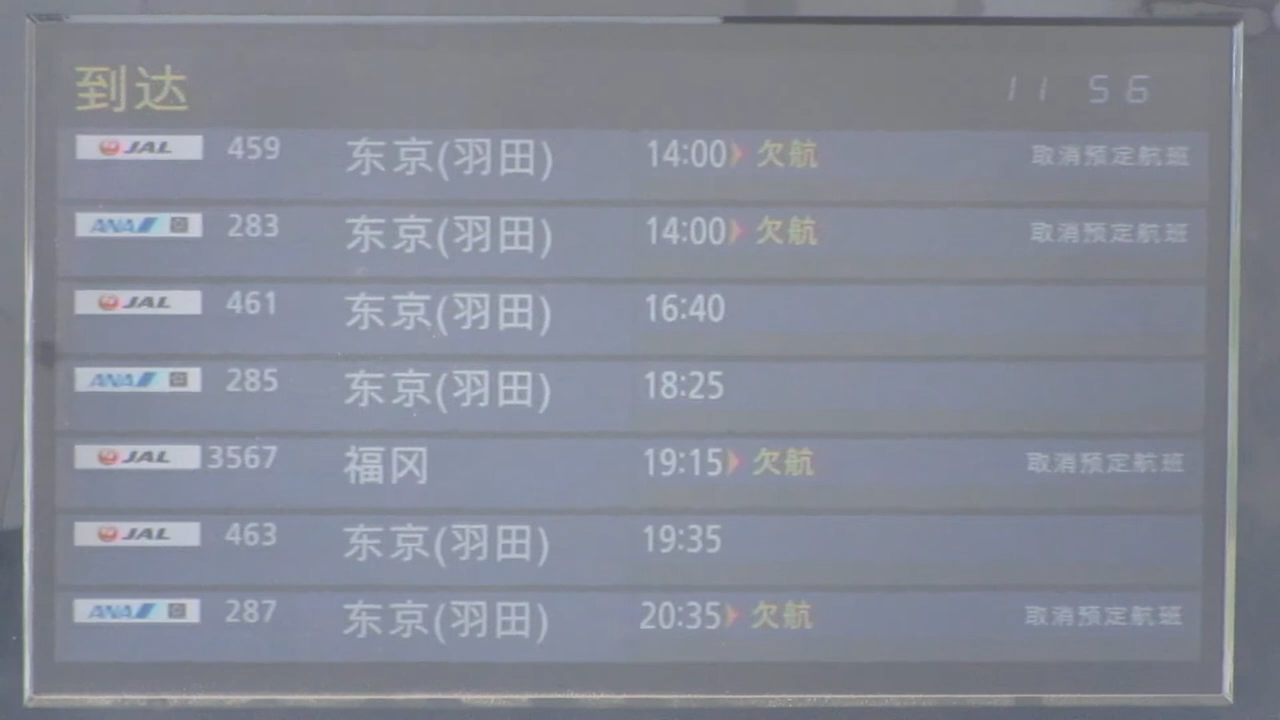 到达 11 56
JAL 459 东京(羽田) 14:00 欠航 取消预定航班
ANA 283 东京(羽田) 14:00 欠航 取消预定航班
JAL 461 东京(羽田) 16:40
ANA 285 东京(羽田) 18:25
JAL 3567 福冈 19:15 欠航 取消预定航班
JAL 463 东京(羽田) 19:35
ANA 287 东京(羽田) 20:35 欠航 取消预定航班